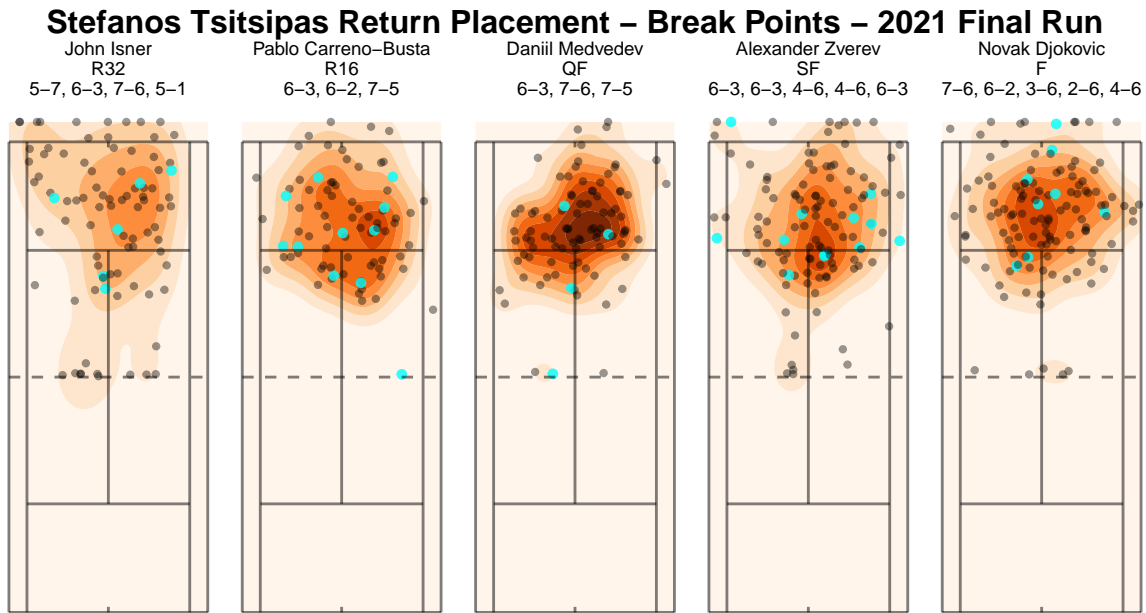 Stefanos Tsitsipas Return Placement – Break Points – 2021 Final Run
John Isner
R32
5–7, 6–3, 7–6, 5–1
Pablo Carreno–Busta
R16
6–3, 6–2, 7–5
Daniil Medvedev
QF
6–3, 7–6, 7–5
Alexander Zverev
SF
6–3, 6–3, 4–6, 4–6, 6–3
Novak Djokovic
F
7–6, 6–2, 3–6, 2–6, 4–6